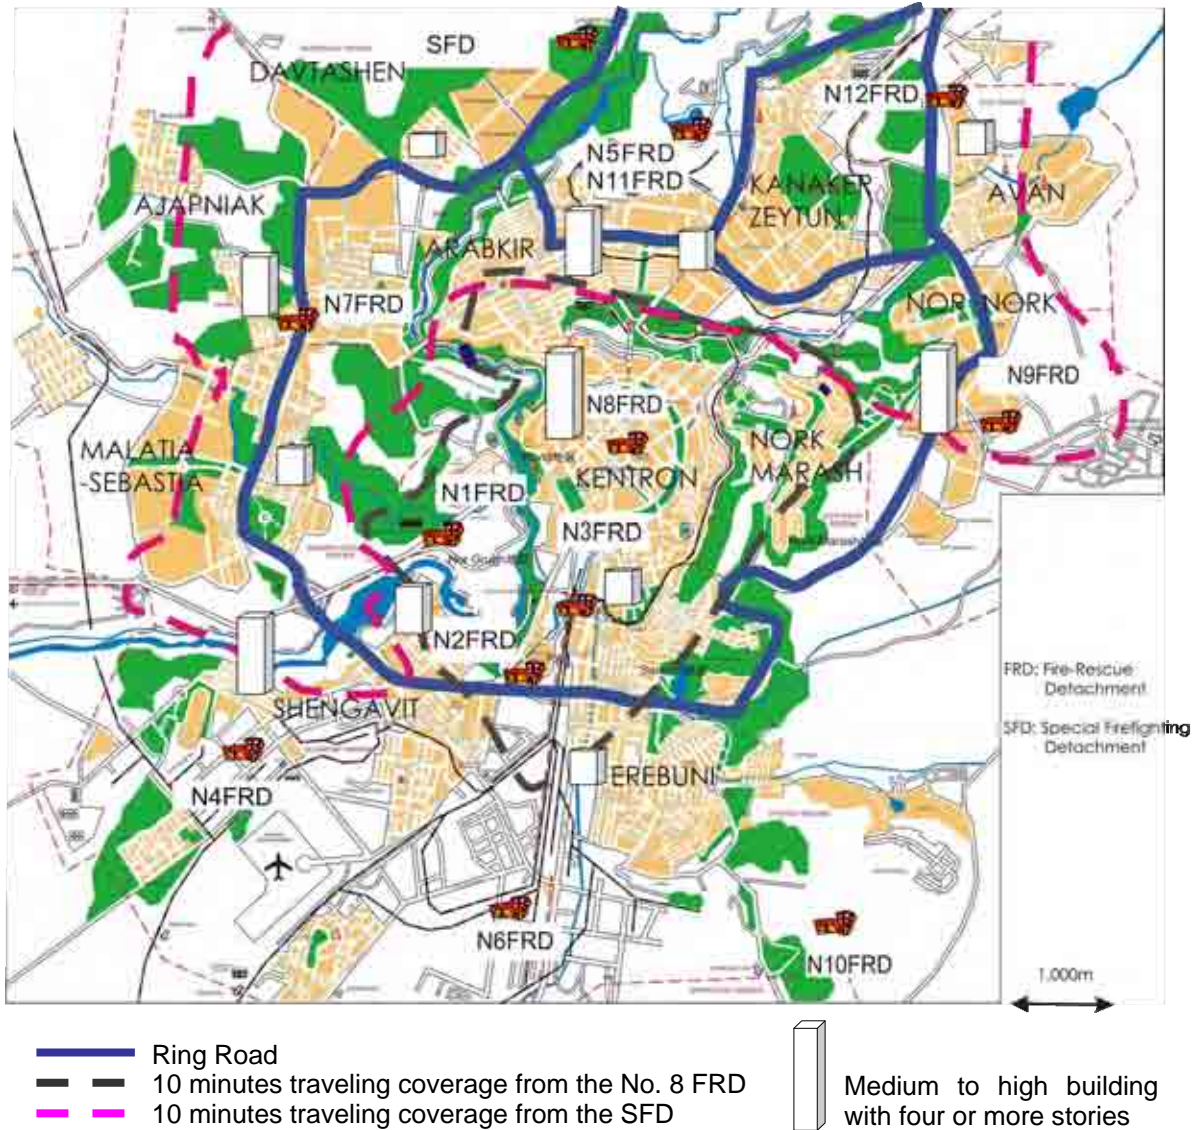 SFD
DAVTASHEN
N12FRD
N5FRD
N11FRD
KANAKER
ZEYTUN
AVAN
AJAPNIAK
ARABKIR
N7FRD
NOR NORK
N9FRD
N8FRD
MALATIA
-SEBASTIA
NORK
MARASH
KENTRON
N1FRD
N3FRD
N2FRD
SHENGAVIT
EREBUNI
N4FRD
N6FRD
N10FRD
FRD: Fire-Rescue
Detachment
SFD: Special Firefighting
Detachment
1.000m
Ring Road
10 minutes traveling coverage from the No. 8 FRD
10 minutes traveling coverage from the SFD
Medium to high building
with four or more stories